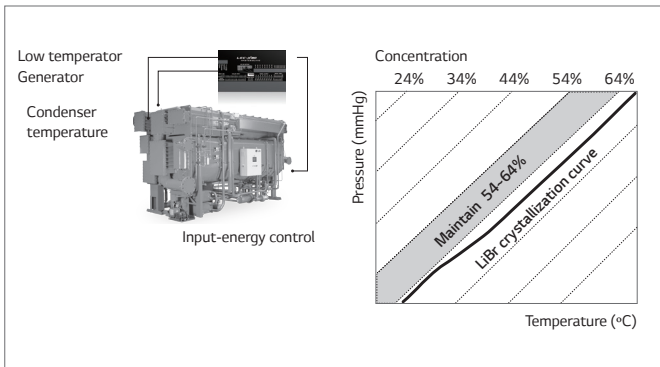 Low temperator
Generator
Condenser
temperature
Input-energy control
Concentration
24% 34% 44% 54% 64%
Pressure (mmHg)
Maintain 54-64%
LiBr crystallization curve
Temperature (ºC)